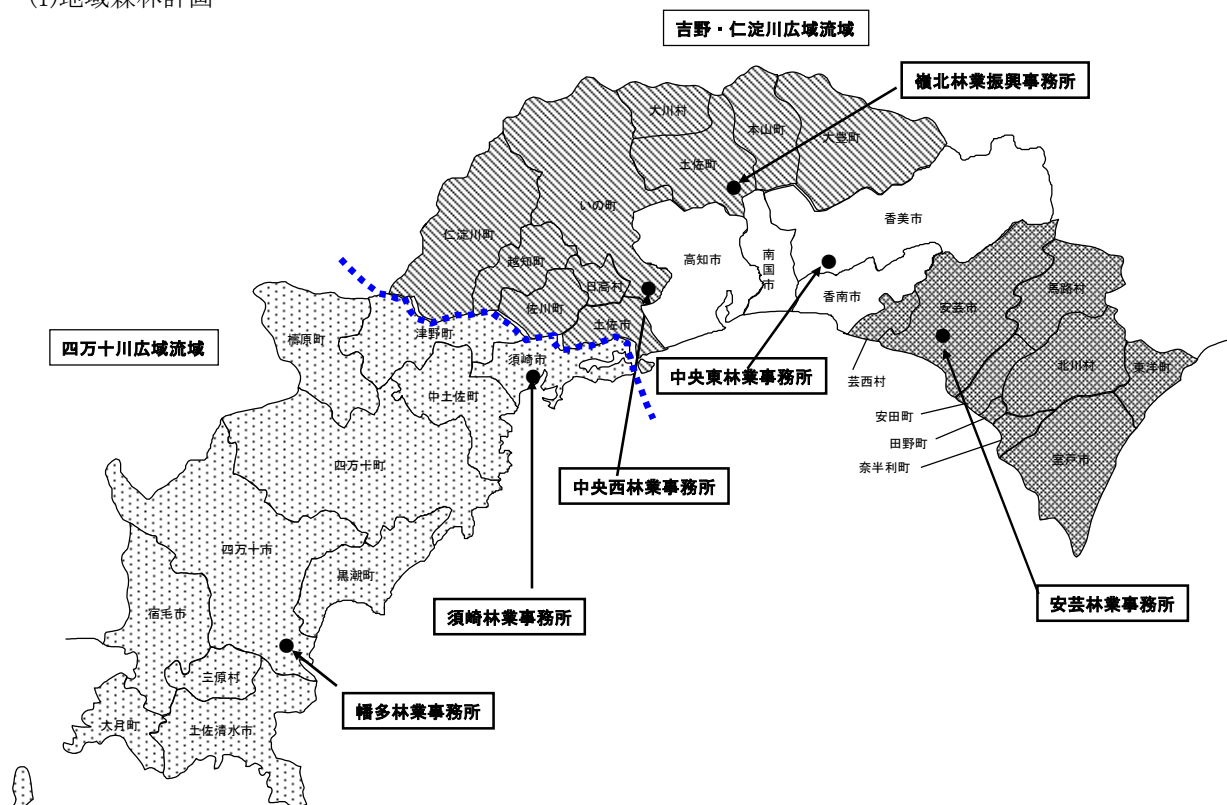 (1)地域森林計画
吉野・仁淀川広域流域
嶺北林業振興事務所
大川村
本山町
大豊町
土佐町
いの町
香美市
仁淀川町
高知市
南国市
越知町
日高村
香南市
馬路村
安芸市
佐川町
土佐市
津野町
四万十川広域流域
梼原町
須崎市
中央東林業事務所
北川村
東洋町
芸西村
中土佐町
安田町
田野町
奈半利町
室戸市
四万十町
中央西林業事務所
四万十市
黒潮町
安芸林業事務所
宿毛市
須崎林業事務所
三原村
幡多林業事務所
大月町
土佐清水市